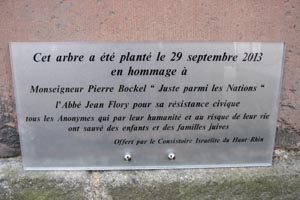 Cet arbre a été planté le 29 septembre 2013
en hommage à
Monseigneur Pierre Bockel “ Juste parmi les Nations “
l'Abbé Jean Flory pour sa résistance civique
tous les Anonymes qui par leur humanité et au risque de leur vie
ont sauvé des enfants et des familles juives
Offert par le Consistoire Israélite du Haut-Rhin